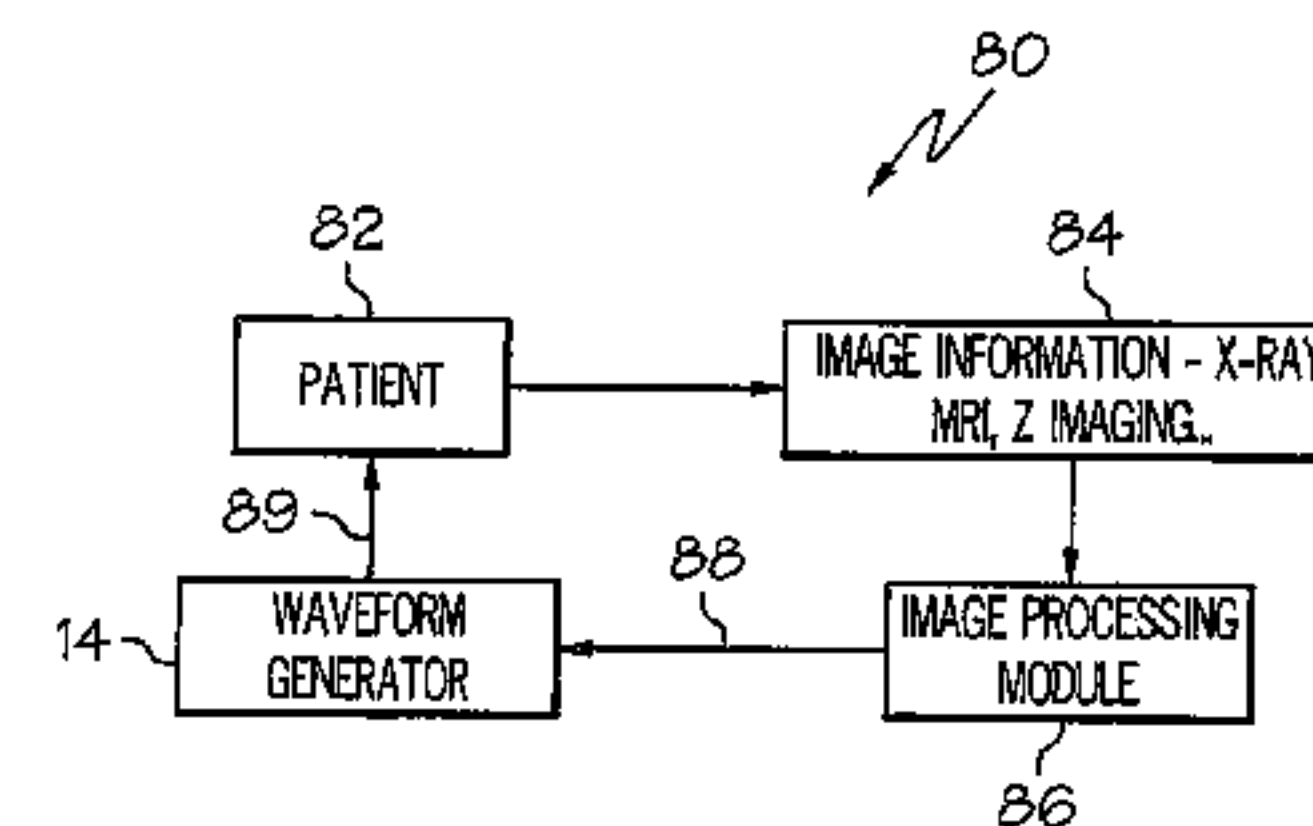 80
82
84
PATIENT
IMAGE INFORMATION - X-RAY
MRI, Z IMAGING..
89
88
14
WAVEFORM
GENERATOR
IMAGE PROCESSING
MODULE
86